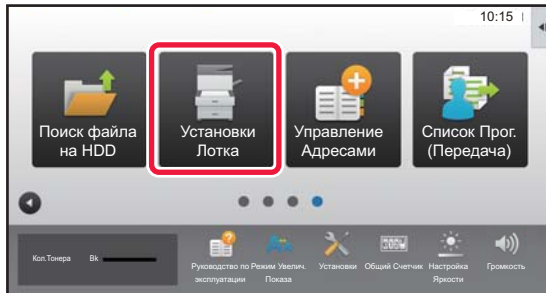 10:15
Поиск файла
на HDD
Установки
Лотка
Управление
Адресами
Список Прог.
(Передача)
Кол.Тонера Bk
Руководство по
эксплуатации
Режим Увелич.
Показа
Установки
Общий Счетчик
Настройка
Яркости
Громкость